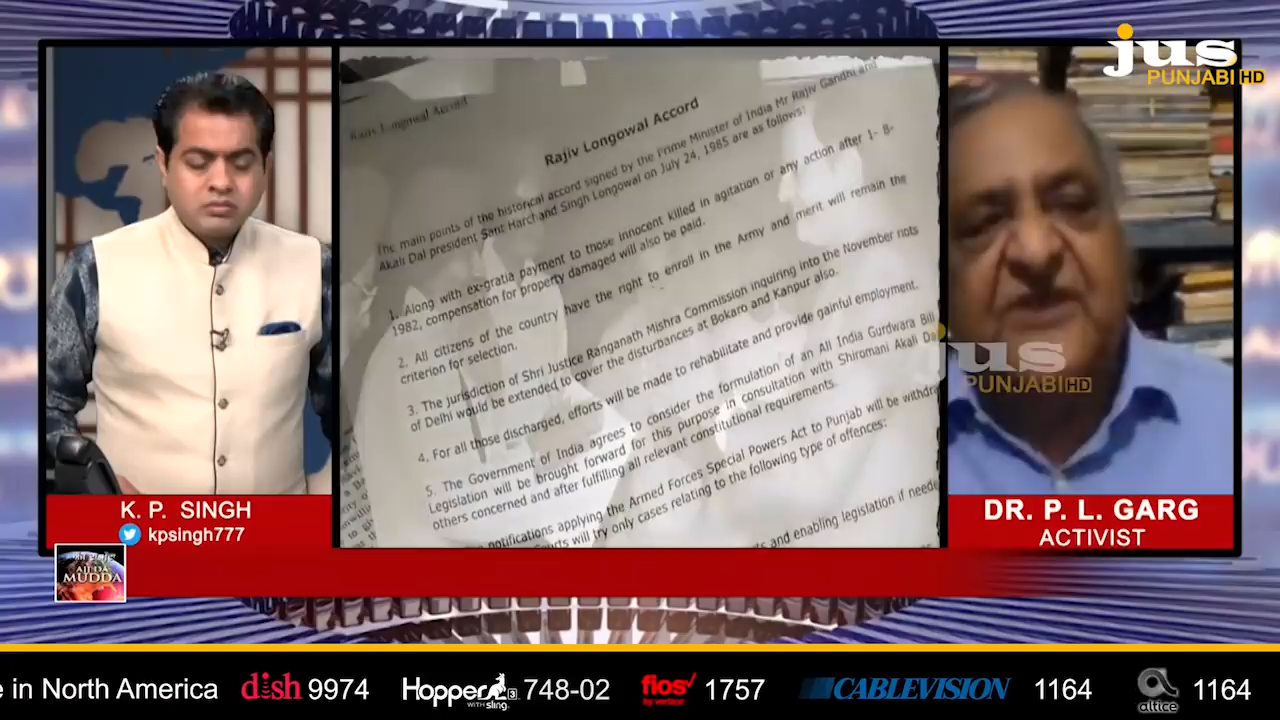 jus
PUNJABI HD
Rajiv Longowal Accord
Rajiv Longowal Accord
The main points of the historical accord signed by the Prime Minister of India Mr Rajiv Gandhi and
Akali Dal president Sant Harchand Singh Longowal on July 24, 1985 are as follows:
1. Along with ex-gratia payment to those innocent killed in agitation or any action after 1- 8-
1982, compensation for property damaged will also be paid.
2. All citizens of the country have the right to enroll in the Army and merit will remain the
criterion for selection.
3. The jurisdiction of Shri Justice Ranganath Mishra Commission inquiring into the November riots
of Delhi would be extended to cover the disturbances at Bokaro and Kanpur also.
4. For all those discharged, efforts will be made to rehabilitate and provide gainful employment.
5. The Government of India agrees to consider the formulation of an All India Gurdwara Bill
Legislation will be brought forward for this purpose in consultation with Shiromani Akali Dal
others concerned and after fulfilling all relevant constitutional requirements.
notifications applying the Armed Forces Special Powers Act to Punjab will be withdr
will try only cases relating to the following type of offences:
and enabling legislation if neede
jus
PUNJABI HD
K. P. SINGH
kpsingh777
DR. P. L. GARG
ACTIVIST
AJJ DA
MUDDA
e in North America dish 9974 Hopper 3 WITH sling. 748-02 fios by verizon 1757 CABLEVISION 1164 altice 1164